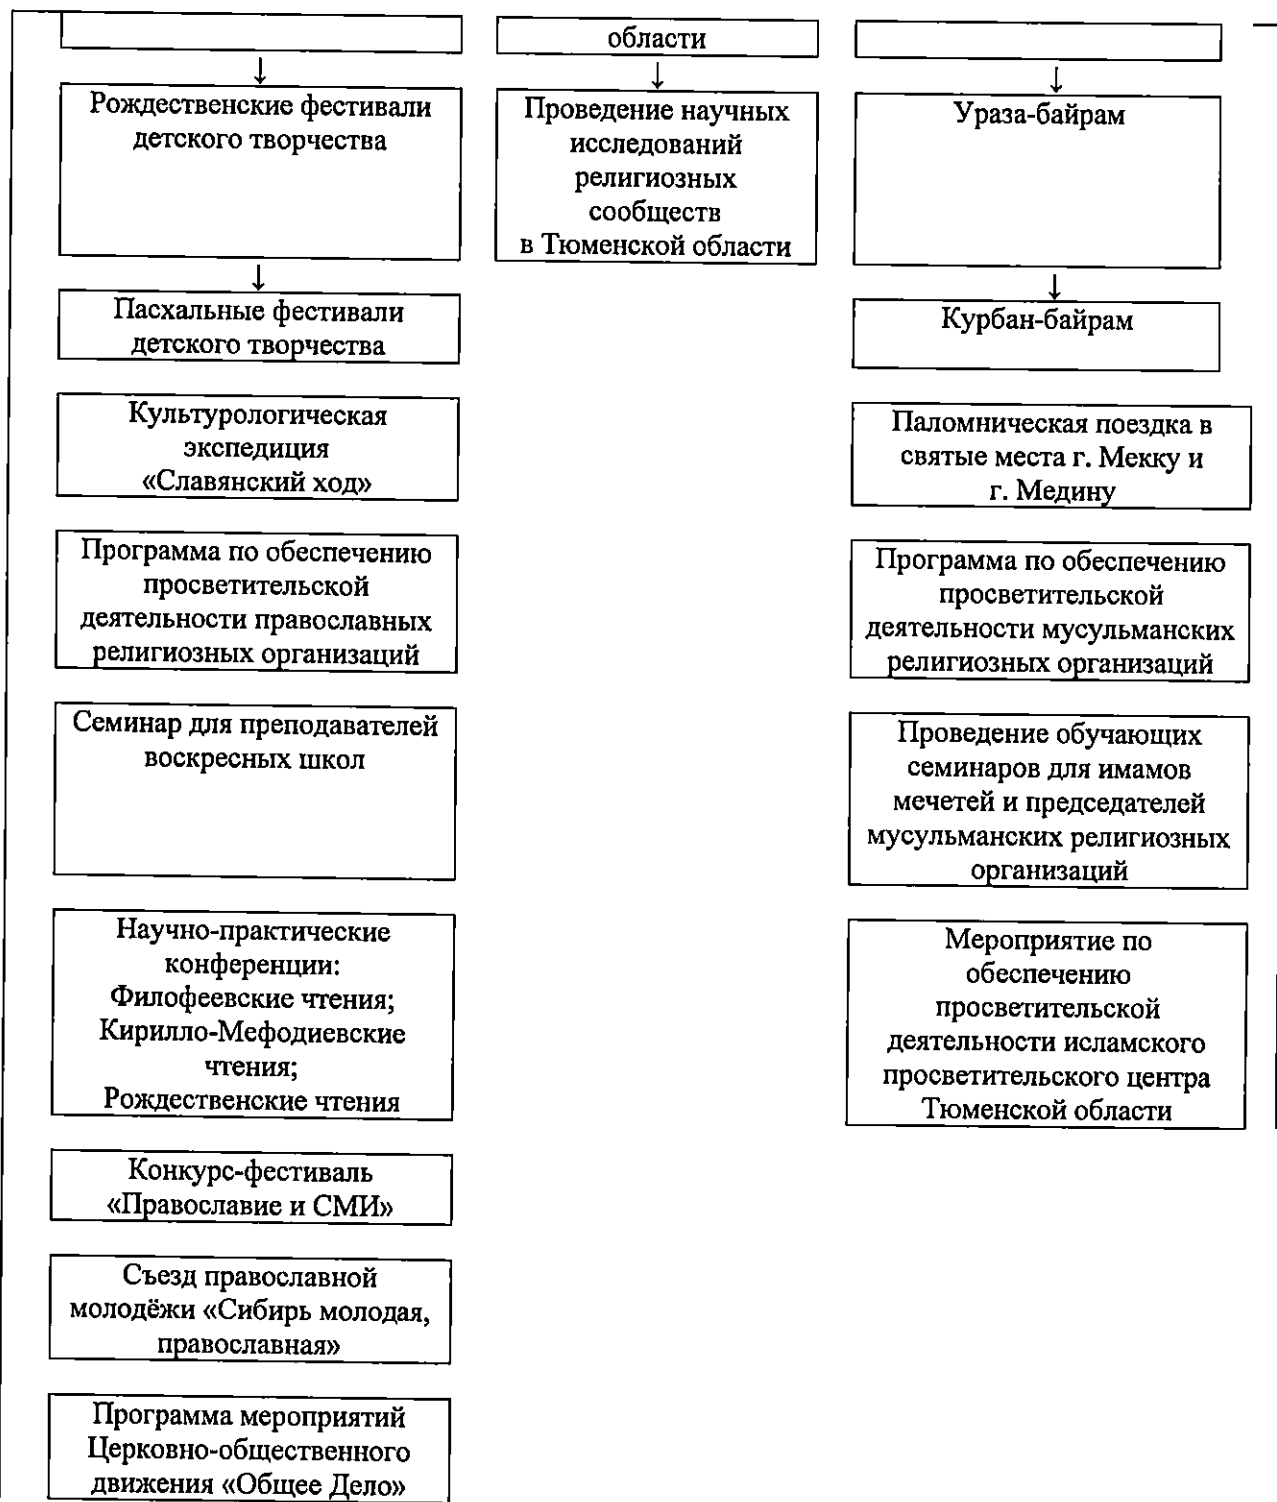 области
Рождественские фестивали
детского творчества
Проведение научных
исследований
религиозных
сообществ
в Тюменской области
Ураза-байрам
Пасхальные фестивали
детского творчества
Курбан-байрам
Культурологическая
экспедиция
«Славянский ход»
Паломническая поездка в
святые места г. Мекку и
г. Медину
Программа по обеспечению
просветительской
деятельности православных
религиозных организаций
Программа по обеспечению
просветительской
деятельности мусульманских
религиозных организаций
Семинар для преподавателей
воскресных школ
Проведение обучающих
семинаров для имамов
мечетей и председателей
мусульманских религиозных
организаций
Научно-практические
конференции:
Филофеевские чтения;
Кирилло-Мефодиевские
чтения;
Рождественские чтения
Мероприятие по
обеспечению
просветительской
деятельности исламского
просветительского центра
Тюменской области
Конкурс-фестиваль
«Православие и СМИ»
Съезд православной
молодёжи «Сибирь молодая,
православная»
Программа мероприятий
Церковно-общественного
движения «Общее Дело»